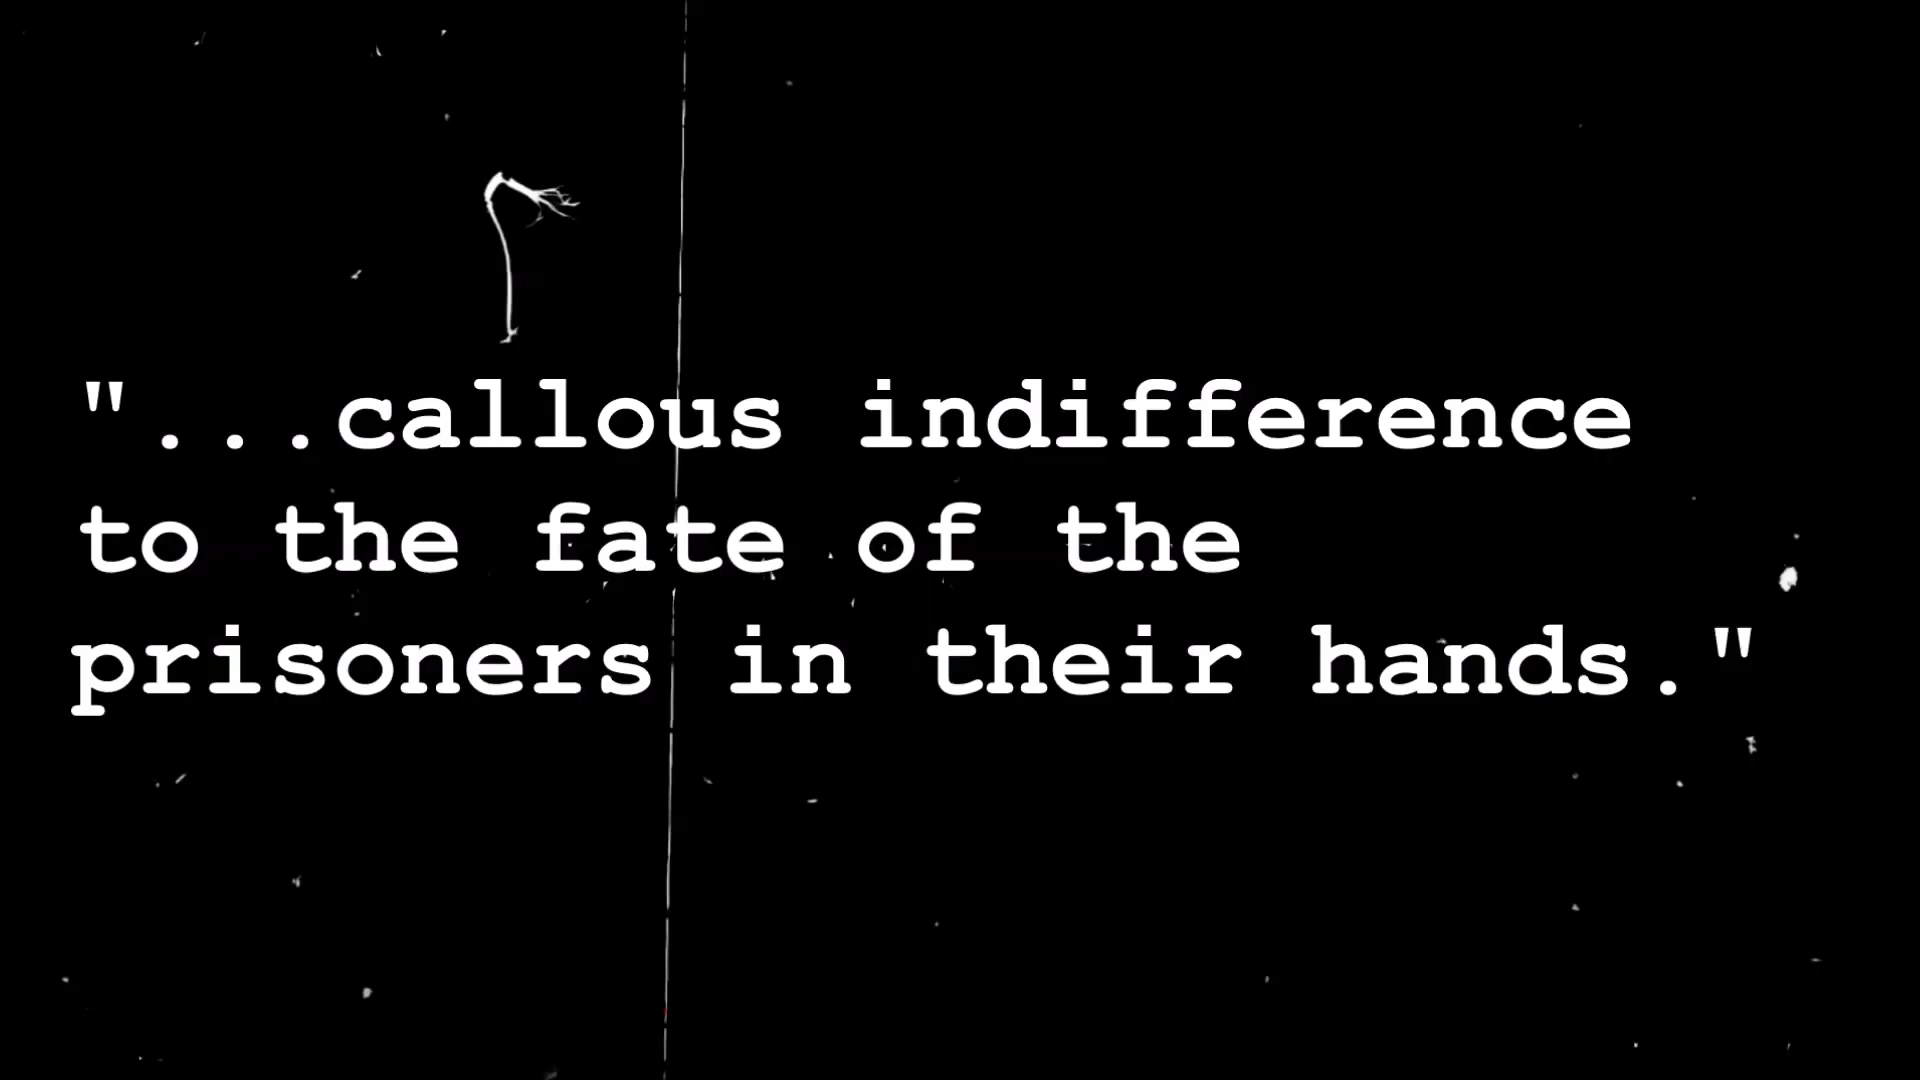 "...callous indifference
to the fate of the
prisoners in their hands."